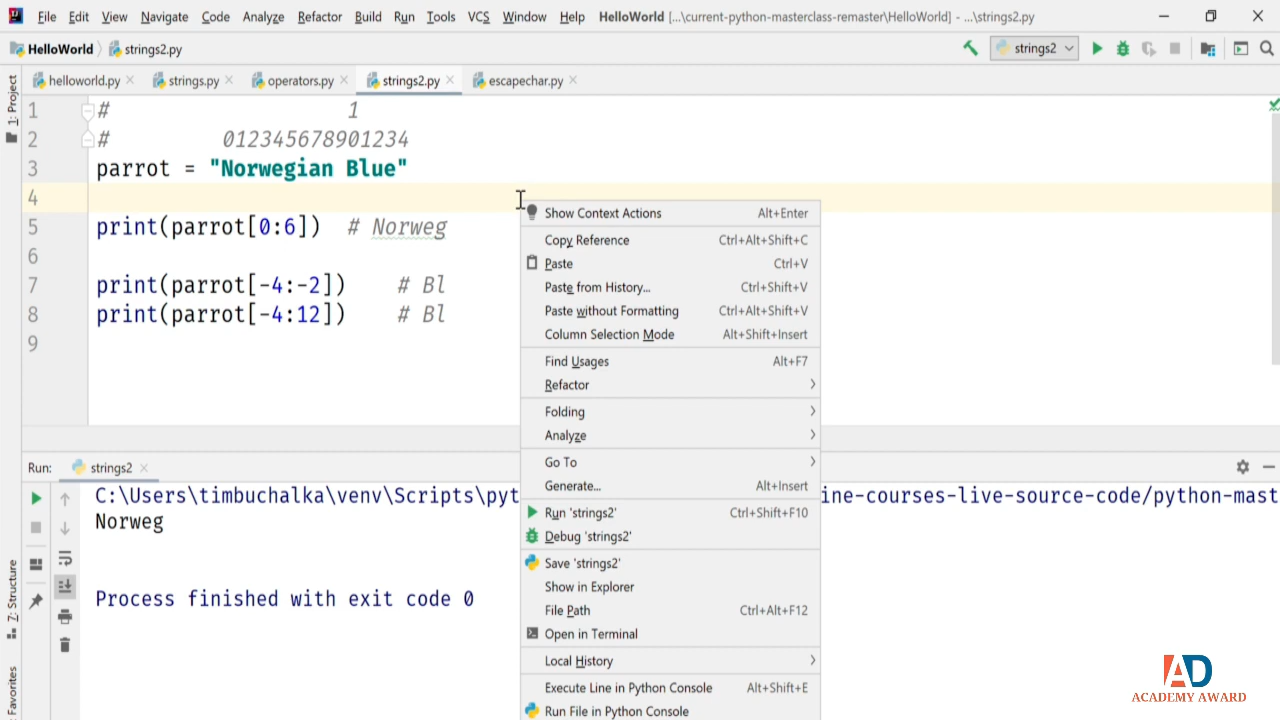 File Edit View Navigate Code Analyze Refactor Build Run Tools VCS Window Help HelloWorld [...\current-python-masterclass-remaster\HelloWorld] - ...\strings2.py
HelloWorld strings2.py strings2
helloworld.py strings.py operators.py strings2.py escapechar.py
1: Project
1 # 1
2 # 012345678901234
3 parrot = "Norwegian Blue"
4
5 print(parrot[0:6]) # Norweg
6
7 print(parrot[-4:-2]) # Bl
8 print(parrot[-4:12]) # Bl
9
Show Context Actions Alt+Enter
Copy Reference Ctrl+Alt+Shift+C
Paste Ctrl+V
Paste from History... Ctrl+Shift+V
Paste without Formatting Ctrl+Alt+Shift+V
Column Selection Mode Alt+Shift+Insert
Find Usages Alt+F7
Refactor
Folding
Analyze
Go To
Generate... Alt+Insert
Run 'strings2' Ctrl+Shift+F10
Debug 'strings2'
Save 'strings2'
Show in Explorer
File Path Ctrl+Alt+F12
Open in Terminal
Local History
Execute Line in Python Console Alt+Shift+E
Run File in Python Console
Run: strings2
C:\Users\timbuchalka\venv\Scripts\pyt ine-courses-live-source-code/python-mast
Norweg
Process finished with exit code 0
7: Structure
Favorites
AD
ACADEMY AWARD